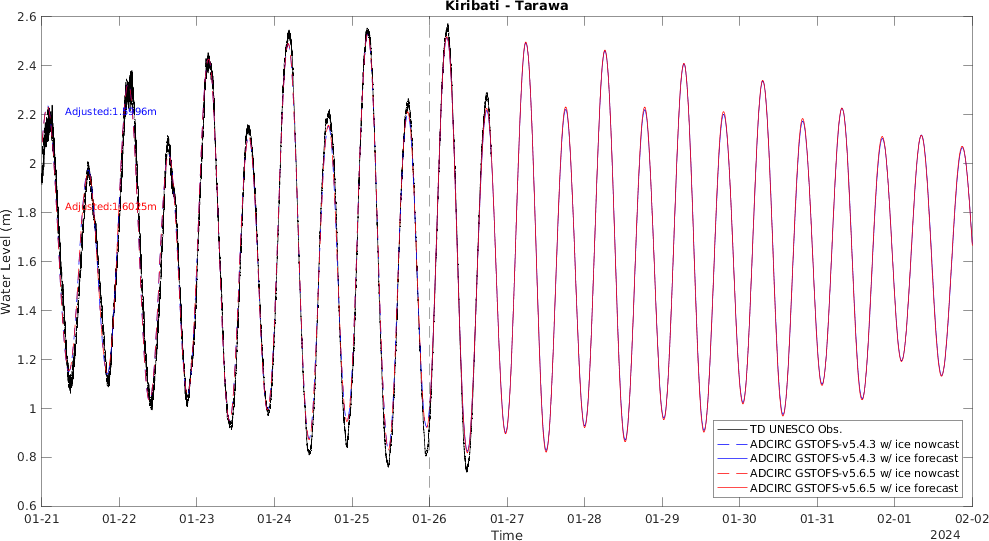 Kiribati - Tarawa
2.6
2.4
2.2
2
1.8
1.6
1.4
1.2
1
0.8
0.6
Water Level (m)
Adjusted:1.6025m
TD UNESCO Obs.
ADCIRC GSTOFS-v5.4.3 w/ ice nowcast
ADCIRC GSTOFS-v5.4.3 w/ ice forecast
ADCIRC GSTOFS-v5.6.5 w/ ice nowcast
ADCIRC GSTOFS-v5.6.5 w/ ice forecast
01-21 01-22 01-23 01-24 01-25 01-26 01-27 01-28 01-29 01-30 01-31 02-01 02-02
Time
2024